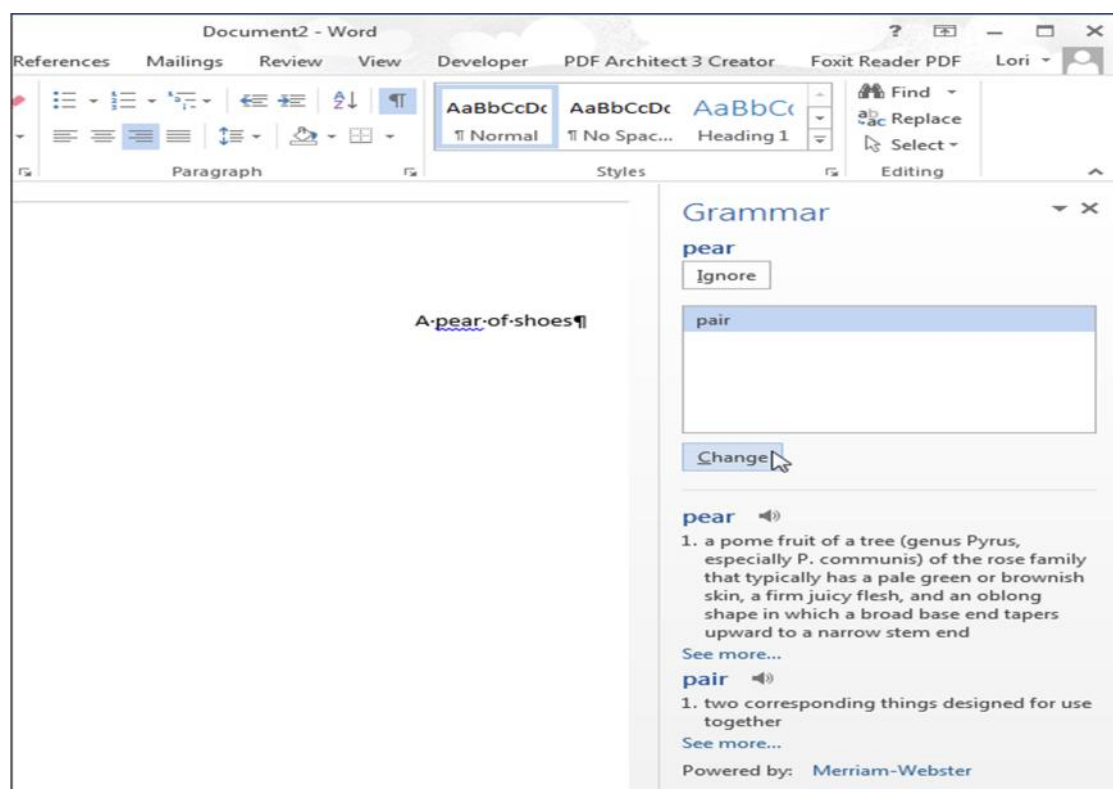 Document2 - Word
?
References Mailings Review View Developer PDF Architect 3 Creator Foxit Reader PDF Lori
AaBbCcDc AaBbCcDc AaBbC
¶ Normal ¶ No Spac... Heading 1
Find
Replace
Select
Paragraph Styles Editing
Grammar
pear
Ignore
A·pear·of·shoes¶
pair
Change
pear
1. a pome fruit of a tree (genus Pyrus,
especially P. communis) of the rose family
that typically has a pale green or brownish
skin, a firm juicy flesh, and an oblong
shape in which a broad base end tapers
upward to a narrow stem end
See more...
pair
1. two corresponding things designed for use
together
See more...
Powered by: Merriam-Webster